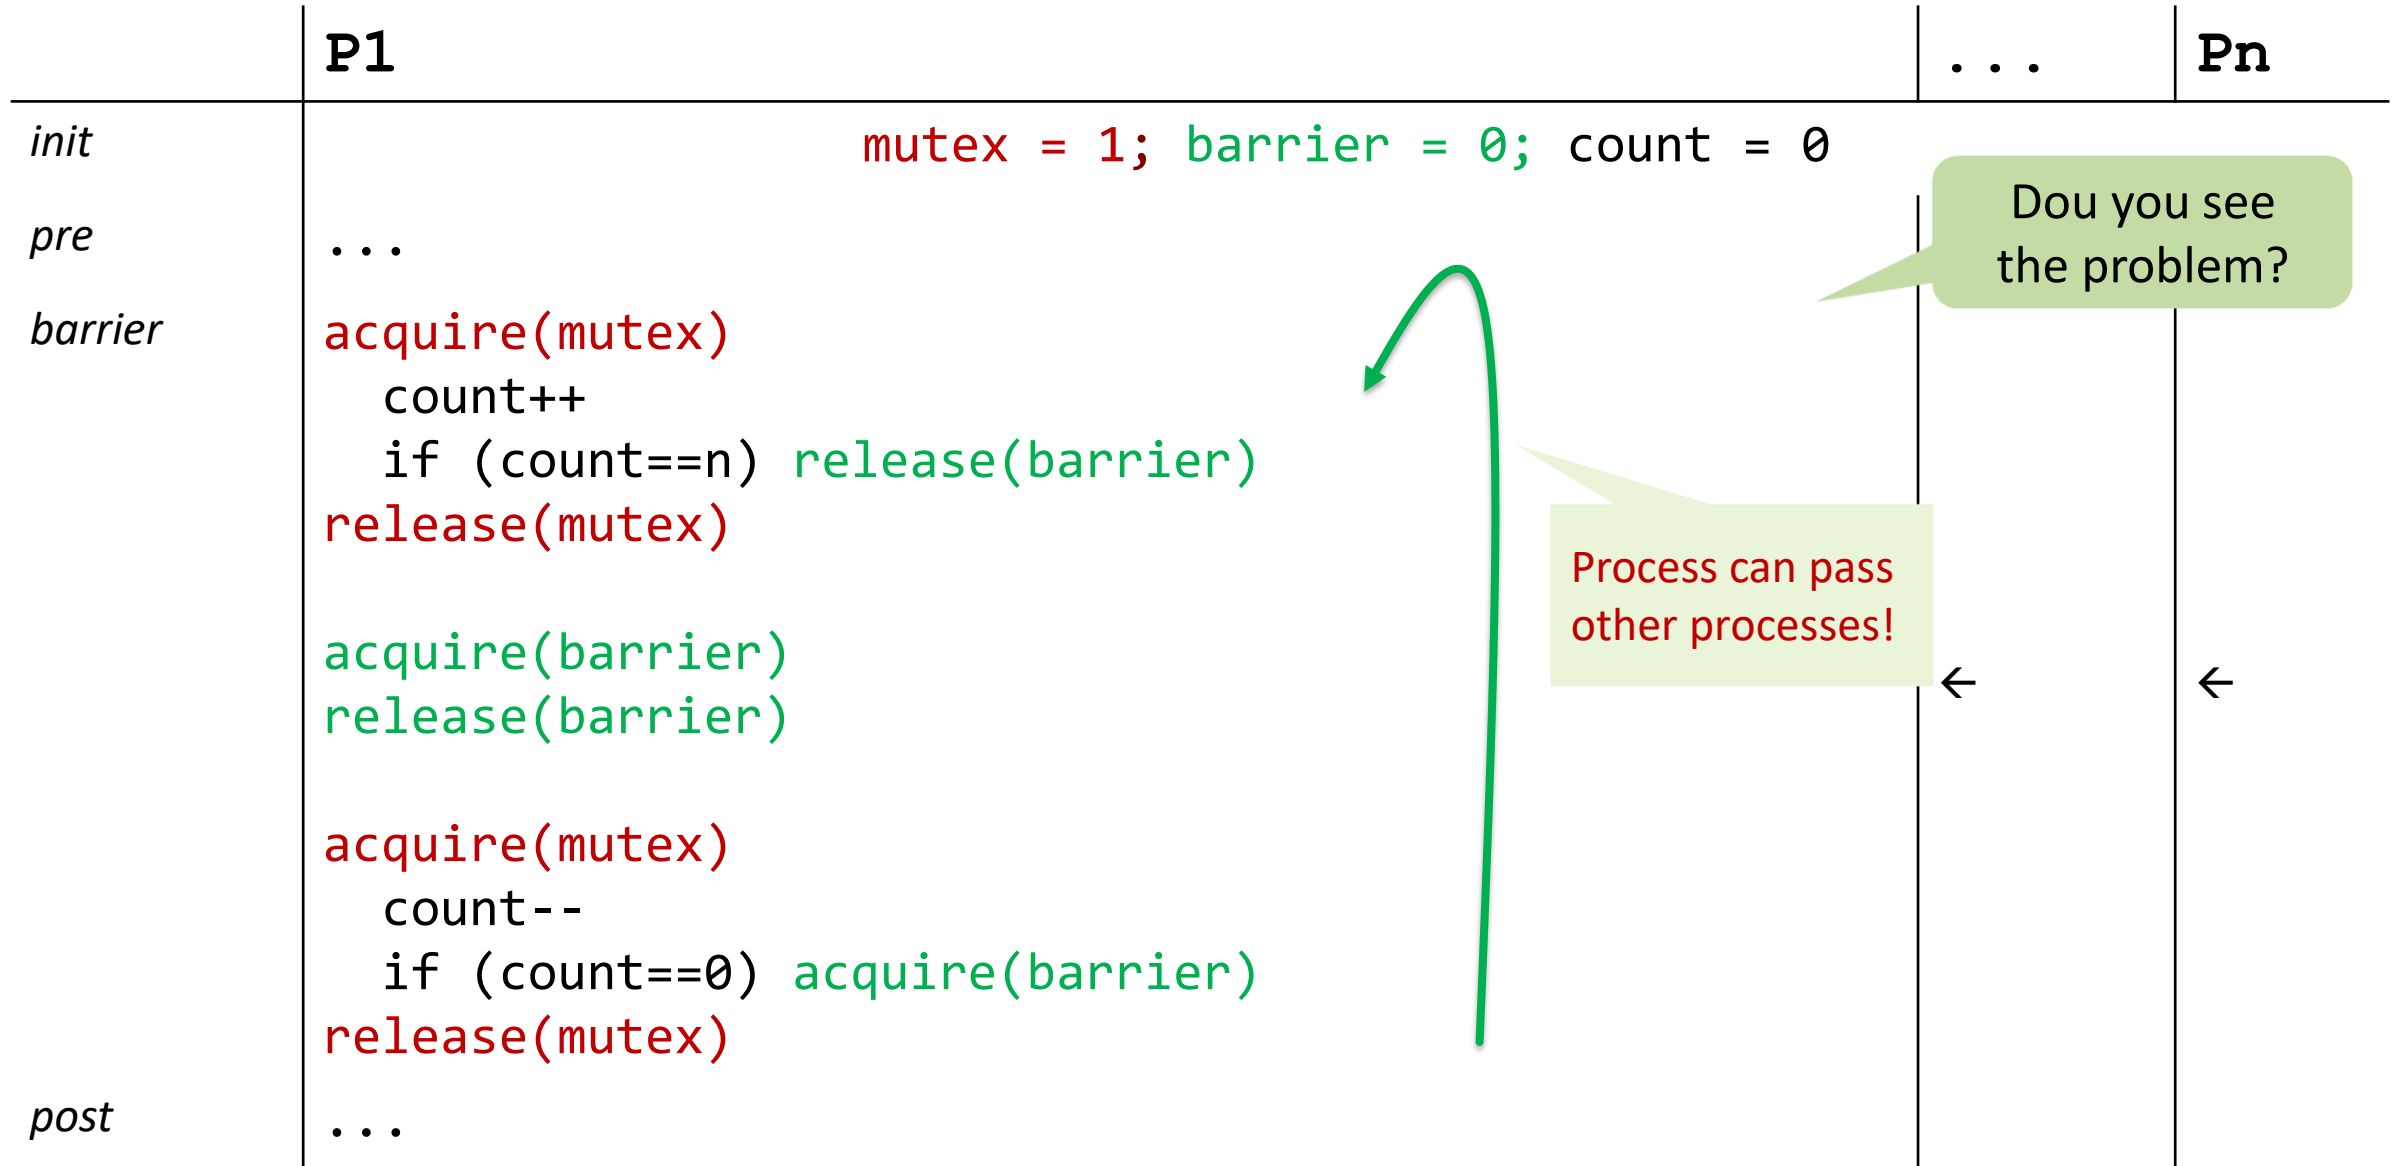 P1 ... Pn
init mutex = 1; barrier = 0; count = 0
Dou you see
the problem?
pre ...
barrier acquire(mutex)
count++
if (count==n) release(barrier)
release(mutex)
Process can pass
other processes!
acquire(barrier)
← ←
release(barrier)
acquire(mutex)
count--
if (count==0) acquire(barrier)
release(mutex)
post ...